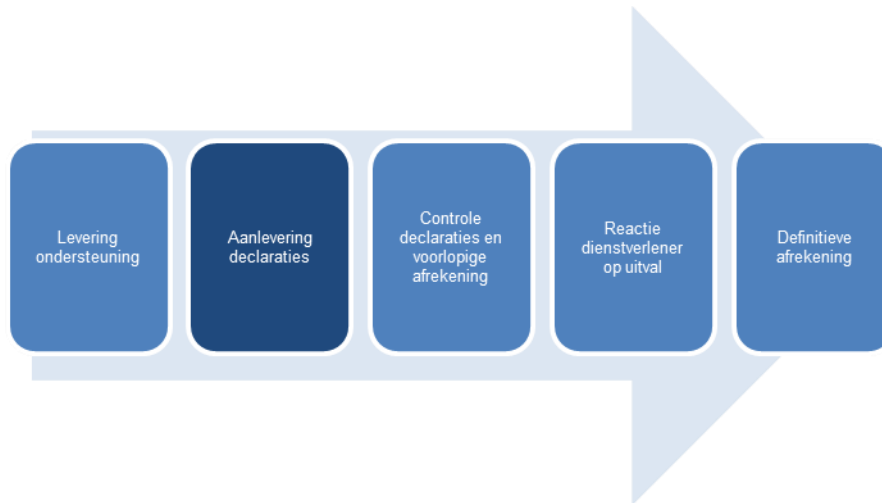 Levering
ondersteuning
Aanlevering
declaraties
Controle
declaraties en
voorlopige
afrekening
Reactie
dienstverlener
op uitval
Definitieve
afrekening